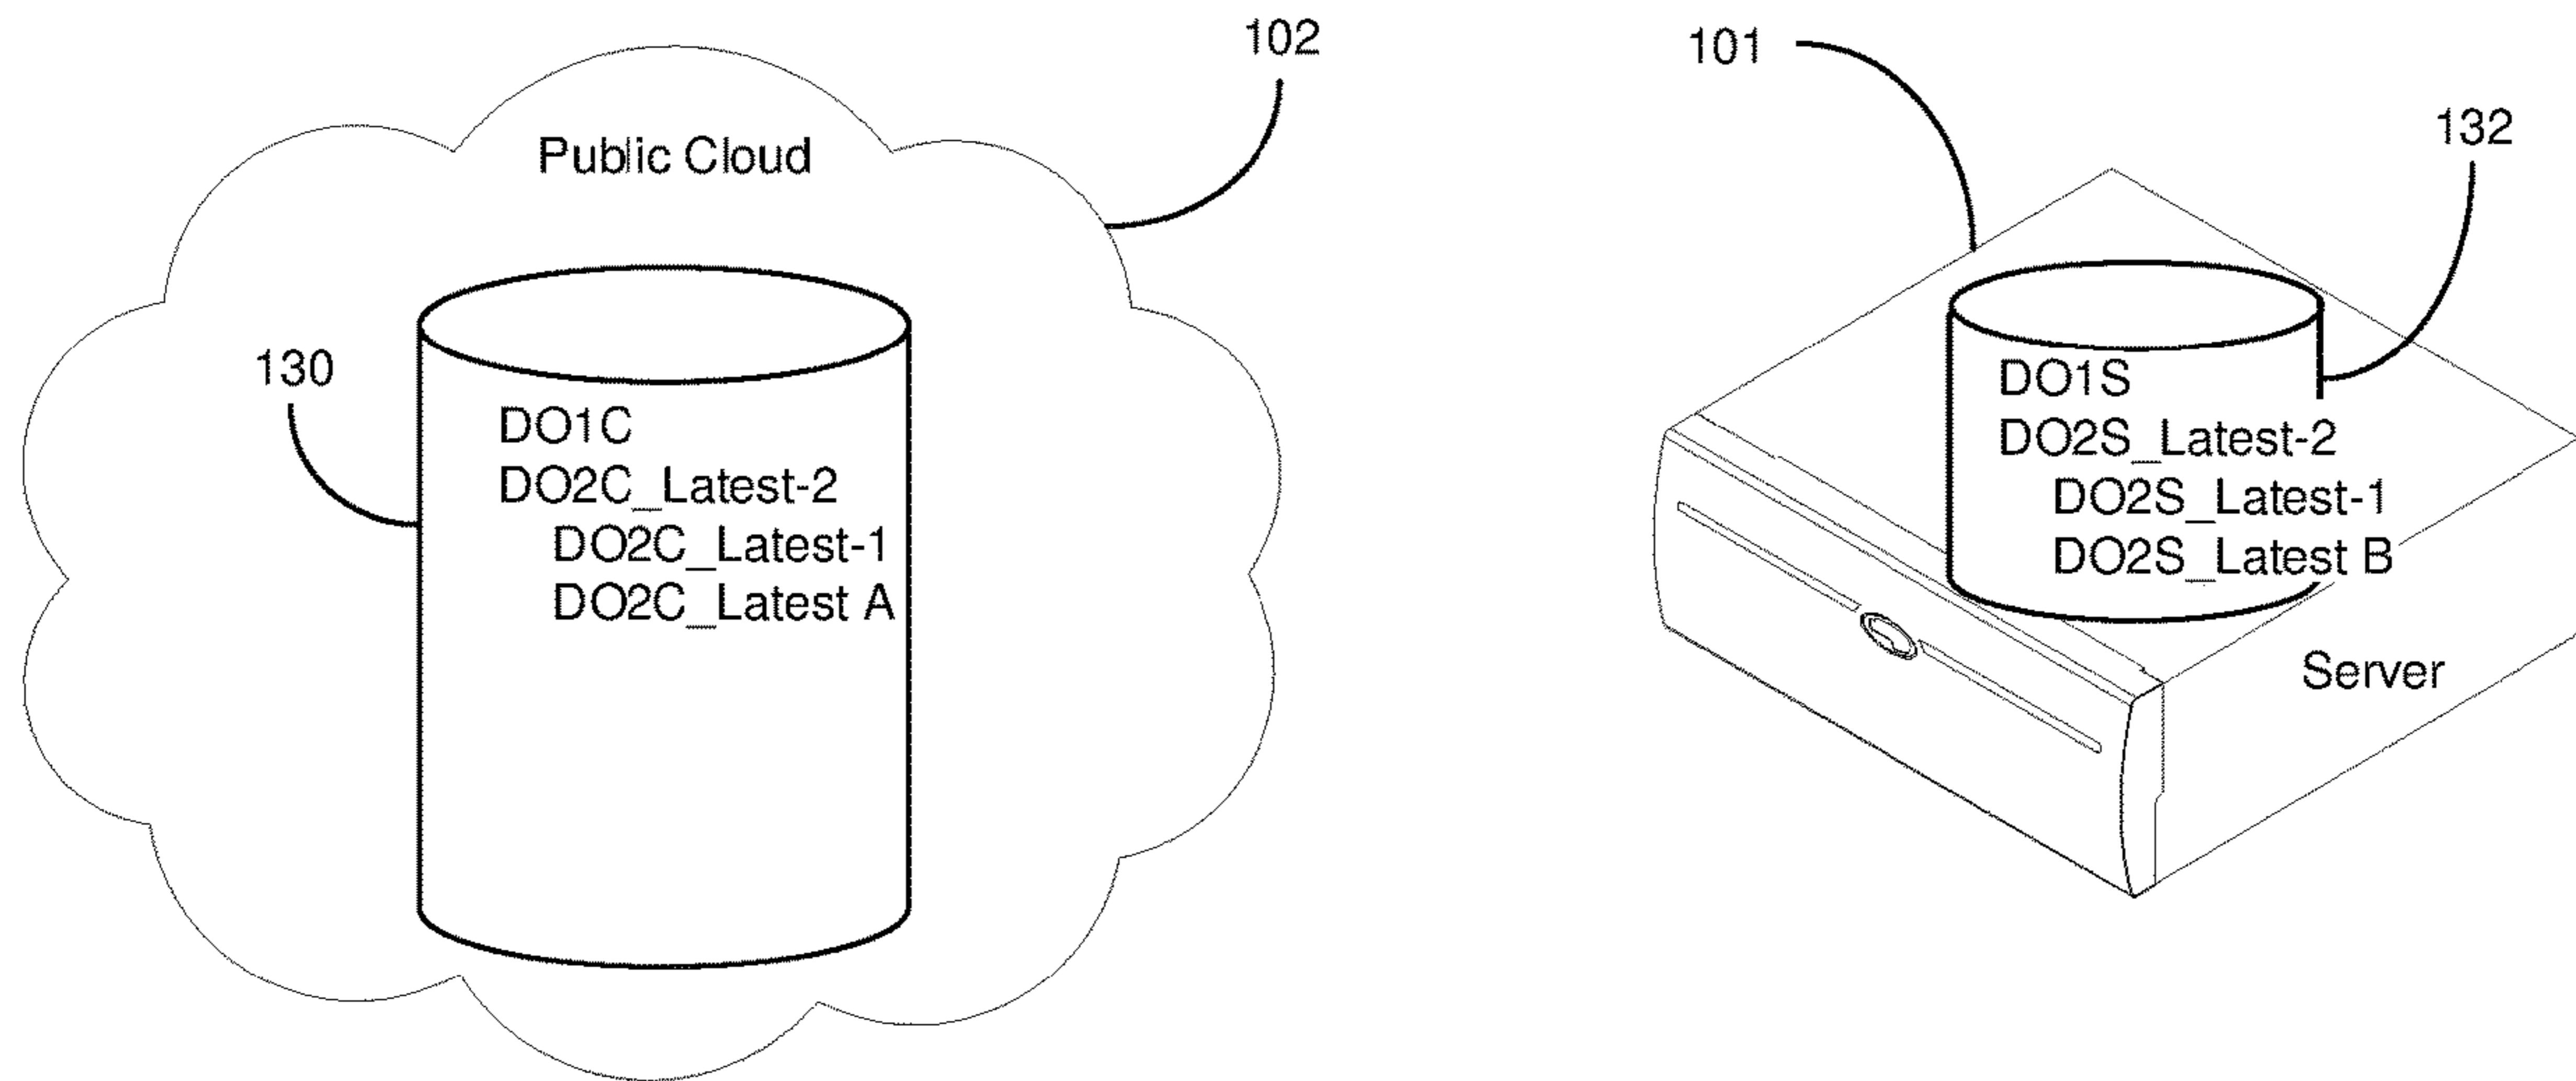 102
Public Cloud
130
DO1C
DO2C_Latest-2
DO2C_Latest-1
DO2C_Latest A
101
132
DO1S
DO2S_Latest-2
DO2S_Latest-1
DO2S_Latest B
Server